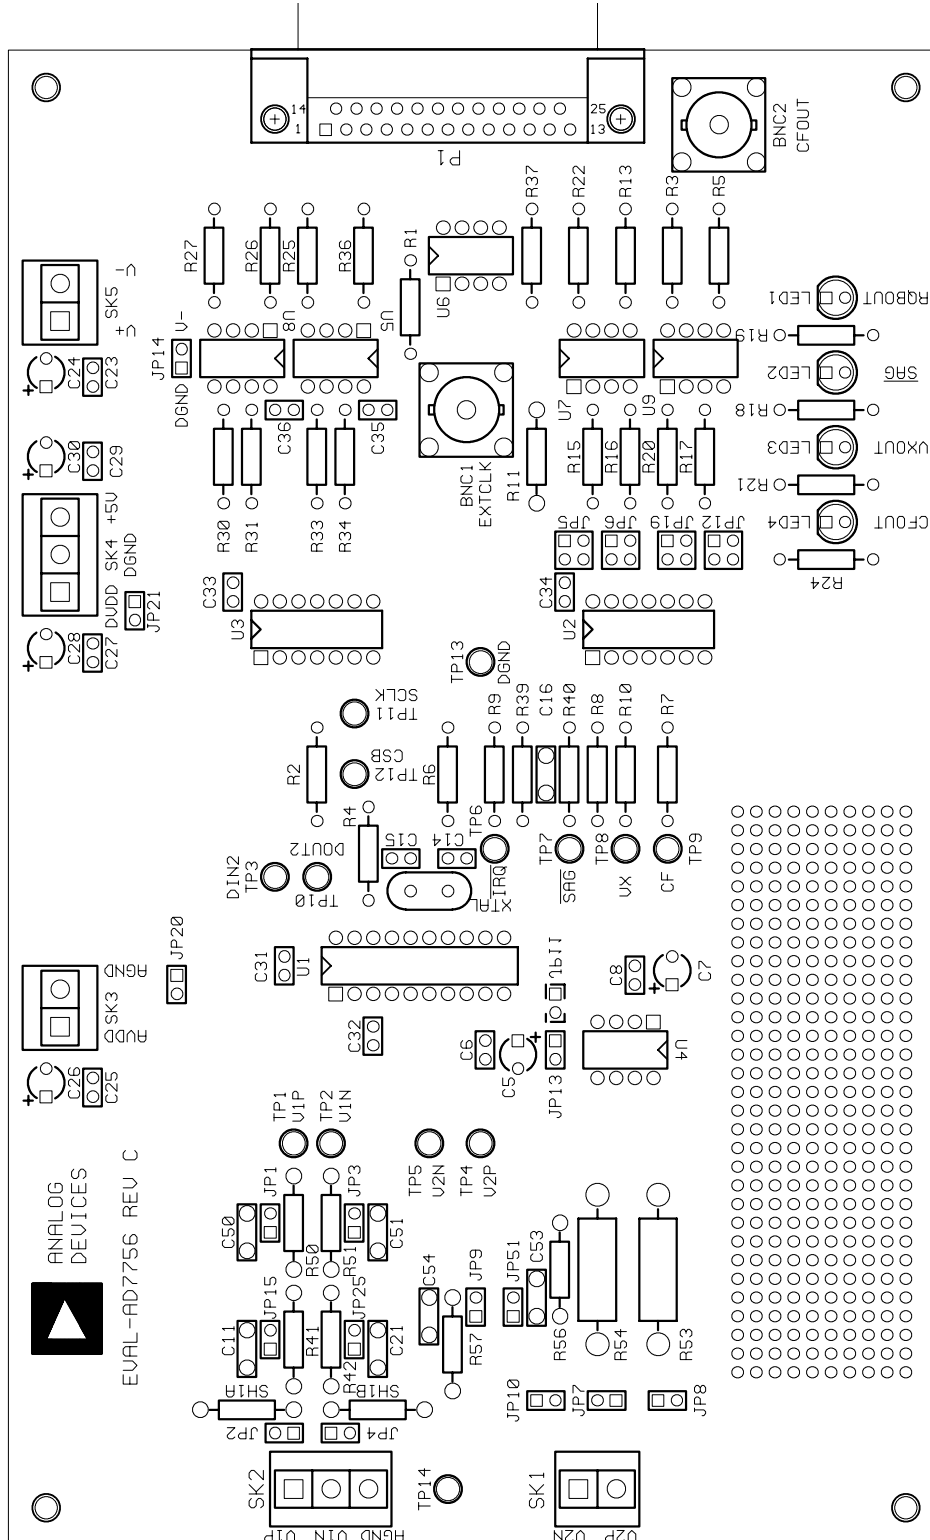 14
25
1
13
P1
BNC2
CFOUT
R37
R22
R13
R3
R5
R27
R26
R25
R36
R1
U6
V-
SK5
V+
JP14
V-
DGND
U8
U5
LED1
RQBOUT
R19
C24
C23
LED2
SAG
R18
C36
C35
BNC1
EXTCLK
U7
U9
LED3
VXOUT
R21
C30
C29
R30
R31
R33
R34
R11
R15
R16
R20
R17
LED4
CFOUT
R24
+5V
SK4
DGND
DVDD
JP21
JP5
JP6
JP19
JP12
C33
C34
U3
U2
C28
C27
TP13
DGND
SCLK
TP11
R9
R39
C16
R40
R8
R10
R7
R2
CSB
TP12
R6
R4
TP6
DIN2
TP3
DOUT2
TP10
C15
C14
IRQ
XTAL
TP7
SAG
TP8
VX
TP9
CF
JP20
AGND
SK3
AVDD
C31
U1
JP11
C8
C7
C32
C6
C5
JP13
U4
C26
C25
TP1
V1P
TP2
V1N
TP5
V2N
TP4
V2P
ANALOG
DEVICES
EVAL-AD7756 REV C
C50
JP1
R50
R51
JP3
C51
C54
JP9
JP51
C53
R57
R56
R54
R53
C11
JP15
R41
R42
JP25
C21
SH1A
SH1B
JP10
JP7
JP8
JP2
JP4
SK2
TP14
SK1
V1P
V1N
AGND
V2N
V2P